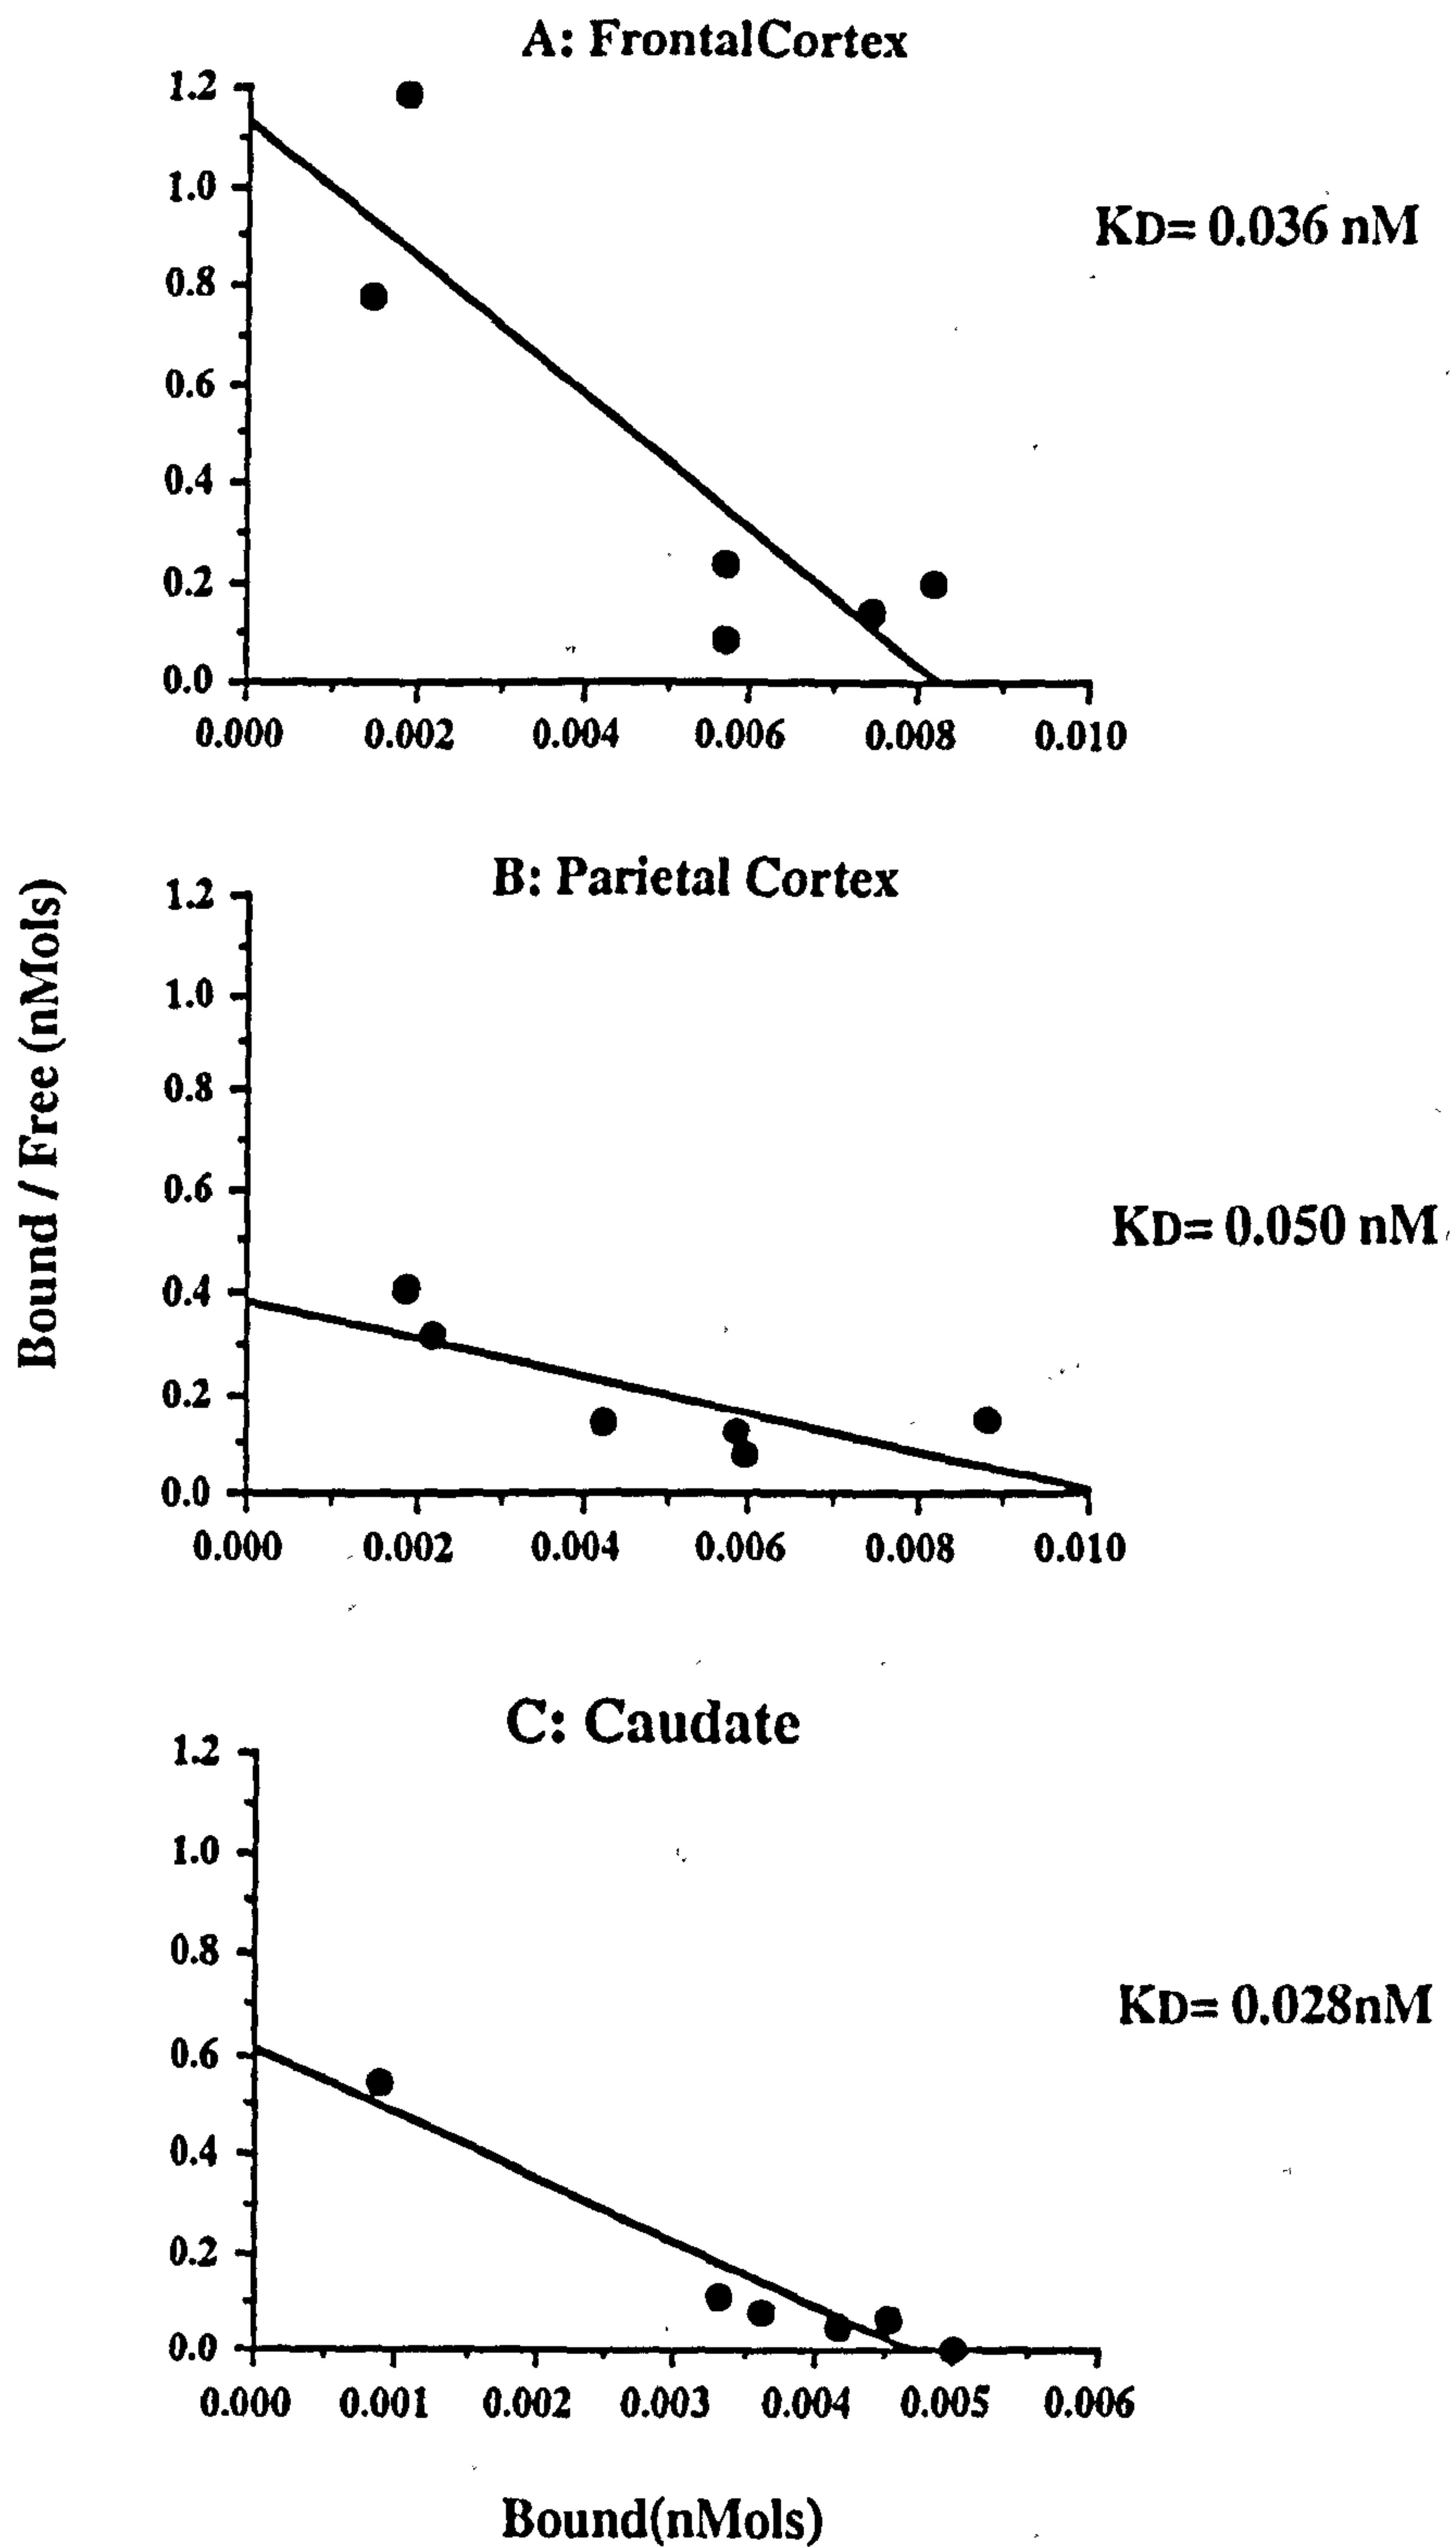 A: FrontalCortex
1.2
1.0
0.8
0.6
0.4
0.2
0.0
0.000 0.002 0.004 0.006 0.008 0.010
KD= 0.036 nM
Bound / Free (nMols)
B: Parietal Cortex
1.2
1.0
0.8
0.6
0.4
0.2
0.0
0.000 0.002 0.004 0.006 0.008 0.010
KD= 0.050 nM
C: Caudate
1.2
1.0
0.8
0.6
0.4
0.2
0.0
0.000 0.001 0.002 0.003 0.004 0.005 0.006
KD= 0.028nM
Bound(nMols)